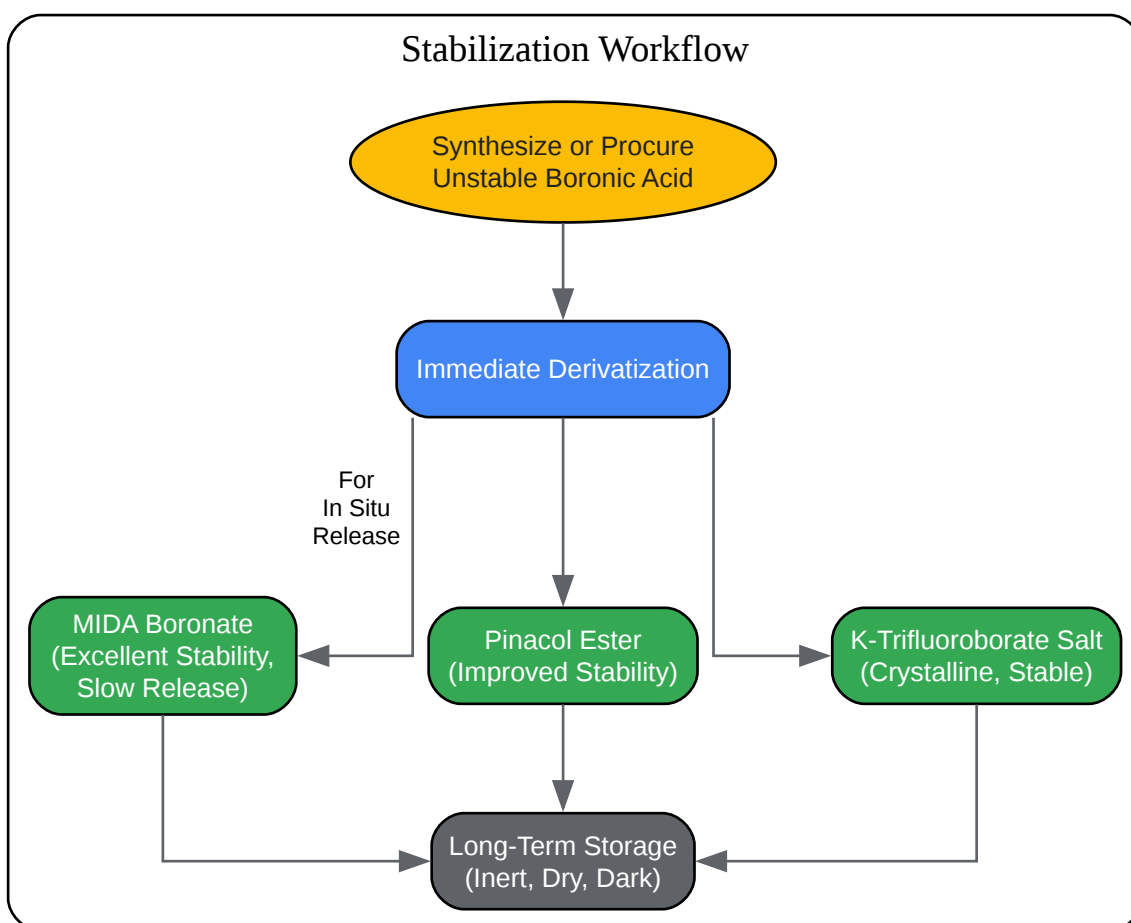 Stabilization Workflow
Synthesize or Procure
Unstable Boronic Acid
Immediate Derivatization
For
In Situ
Release
MIDA Boronate
(Excellent Stability,
Slow Release)
Pinacol Ester
(Improved Stability)
K-Trifluoroborate Salt
(Crystalline, Stable)
Long-Term Storage
(Inert, Dry, Dark)